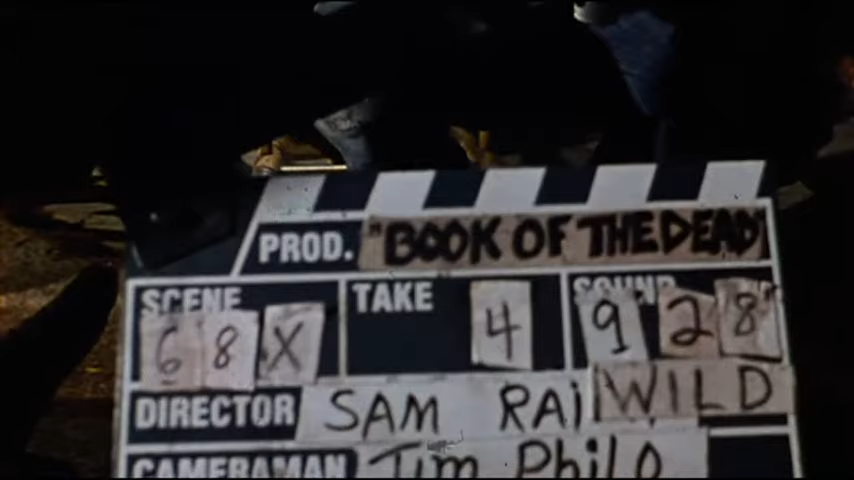 PROD. "BOOK OF THE DEAD"
SCENE TAKE SOUND
68X 4 928
DIRECTOR SAM RAI WILD
CAMERAMAN Tim Philo